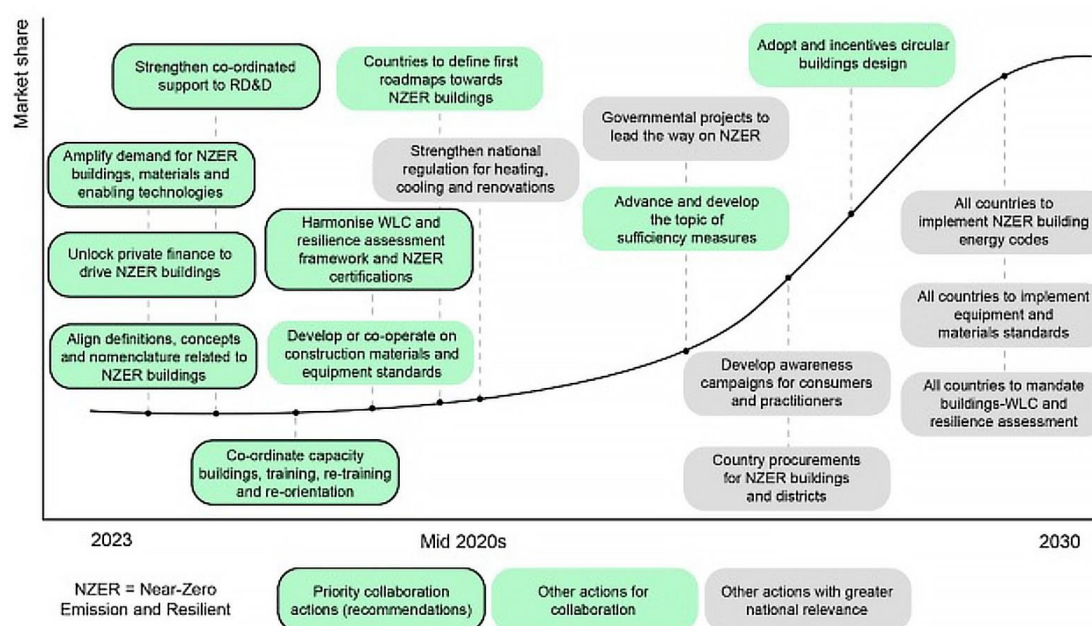 Market share
Strengthen co-ordinated
support to RD&D
Countries to define first
roadmaps towards
NZER buildings
Adopt and incentives circular
buildings design
Amplify demand for NZER
buildings, materials and
enabling technologies
Strengthen national
regulation for heating,
cooling and renovations
Governmental projects to
lead the way on NZER
Unlock private finance to
drive NZER buildings
Harmonise WLC and
resilience assessment
framework and NZER
certifications
Advance and develop
the topic of
sufficiency measures
All countries to
implement NZER building
energy codes
Align definitions, concepts
and nomenclature related to
NZER buildings
Develop or co-operate on
construction materials and
equipment standards
All countries to implement
equipment and
materials standards
Develop awareness
campaigns for consumers
and practitioners
All countries to mandate
buildings-WLC and
resilience assessment
Co-ordinate capacity
buildings, training, re-training
and re-orientation
Country procurements
for NZER buildings
and districts
2023
Mid 2020s
2030
NZER = Near-Zero
Emission and Resilient
Priority collaboration
actions (recommendations)
Other actions for
collaboration
Other actions with greater
national relevance